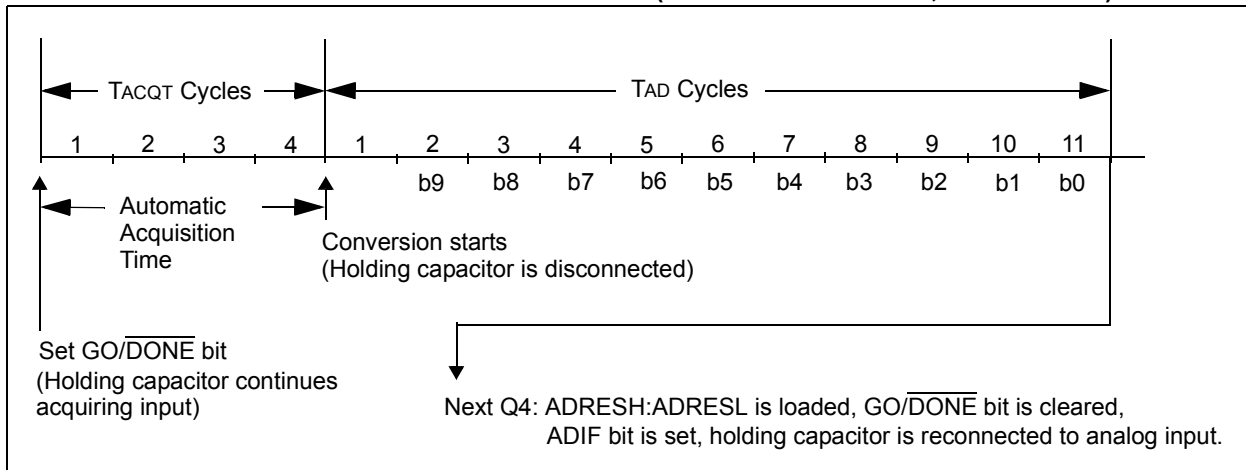 TACQT Cycles TAD Cycles
1 2 3 4 1 2 3 4 5 6 7 8 9 10 11
b9 b8 b7 b6 b5 b4 b3 b2 b1 b0
Automatic
Acquisition
Time
Conversion starts
(Holding capacitor is disconnected)
Set GO/DONE bit
(Holding capacitor continues
acquiring input)
Next Q4: ADRESH:ADRESL is loaded, GO/DONE bit is cleared,
ADIF bit is set, holding capacitor is reconnected to analog input.